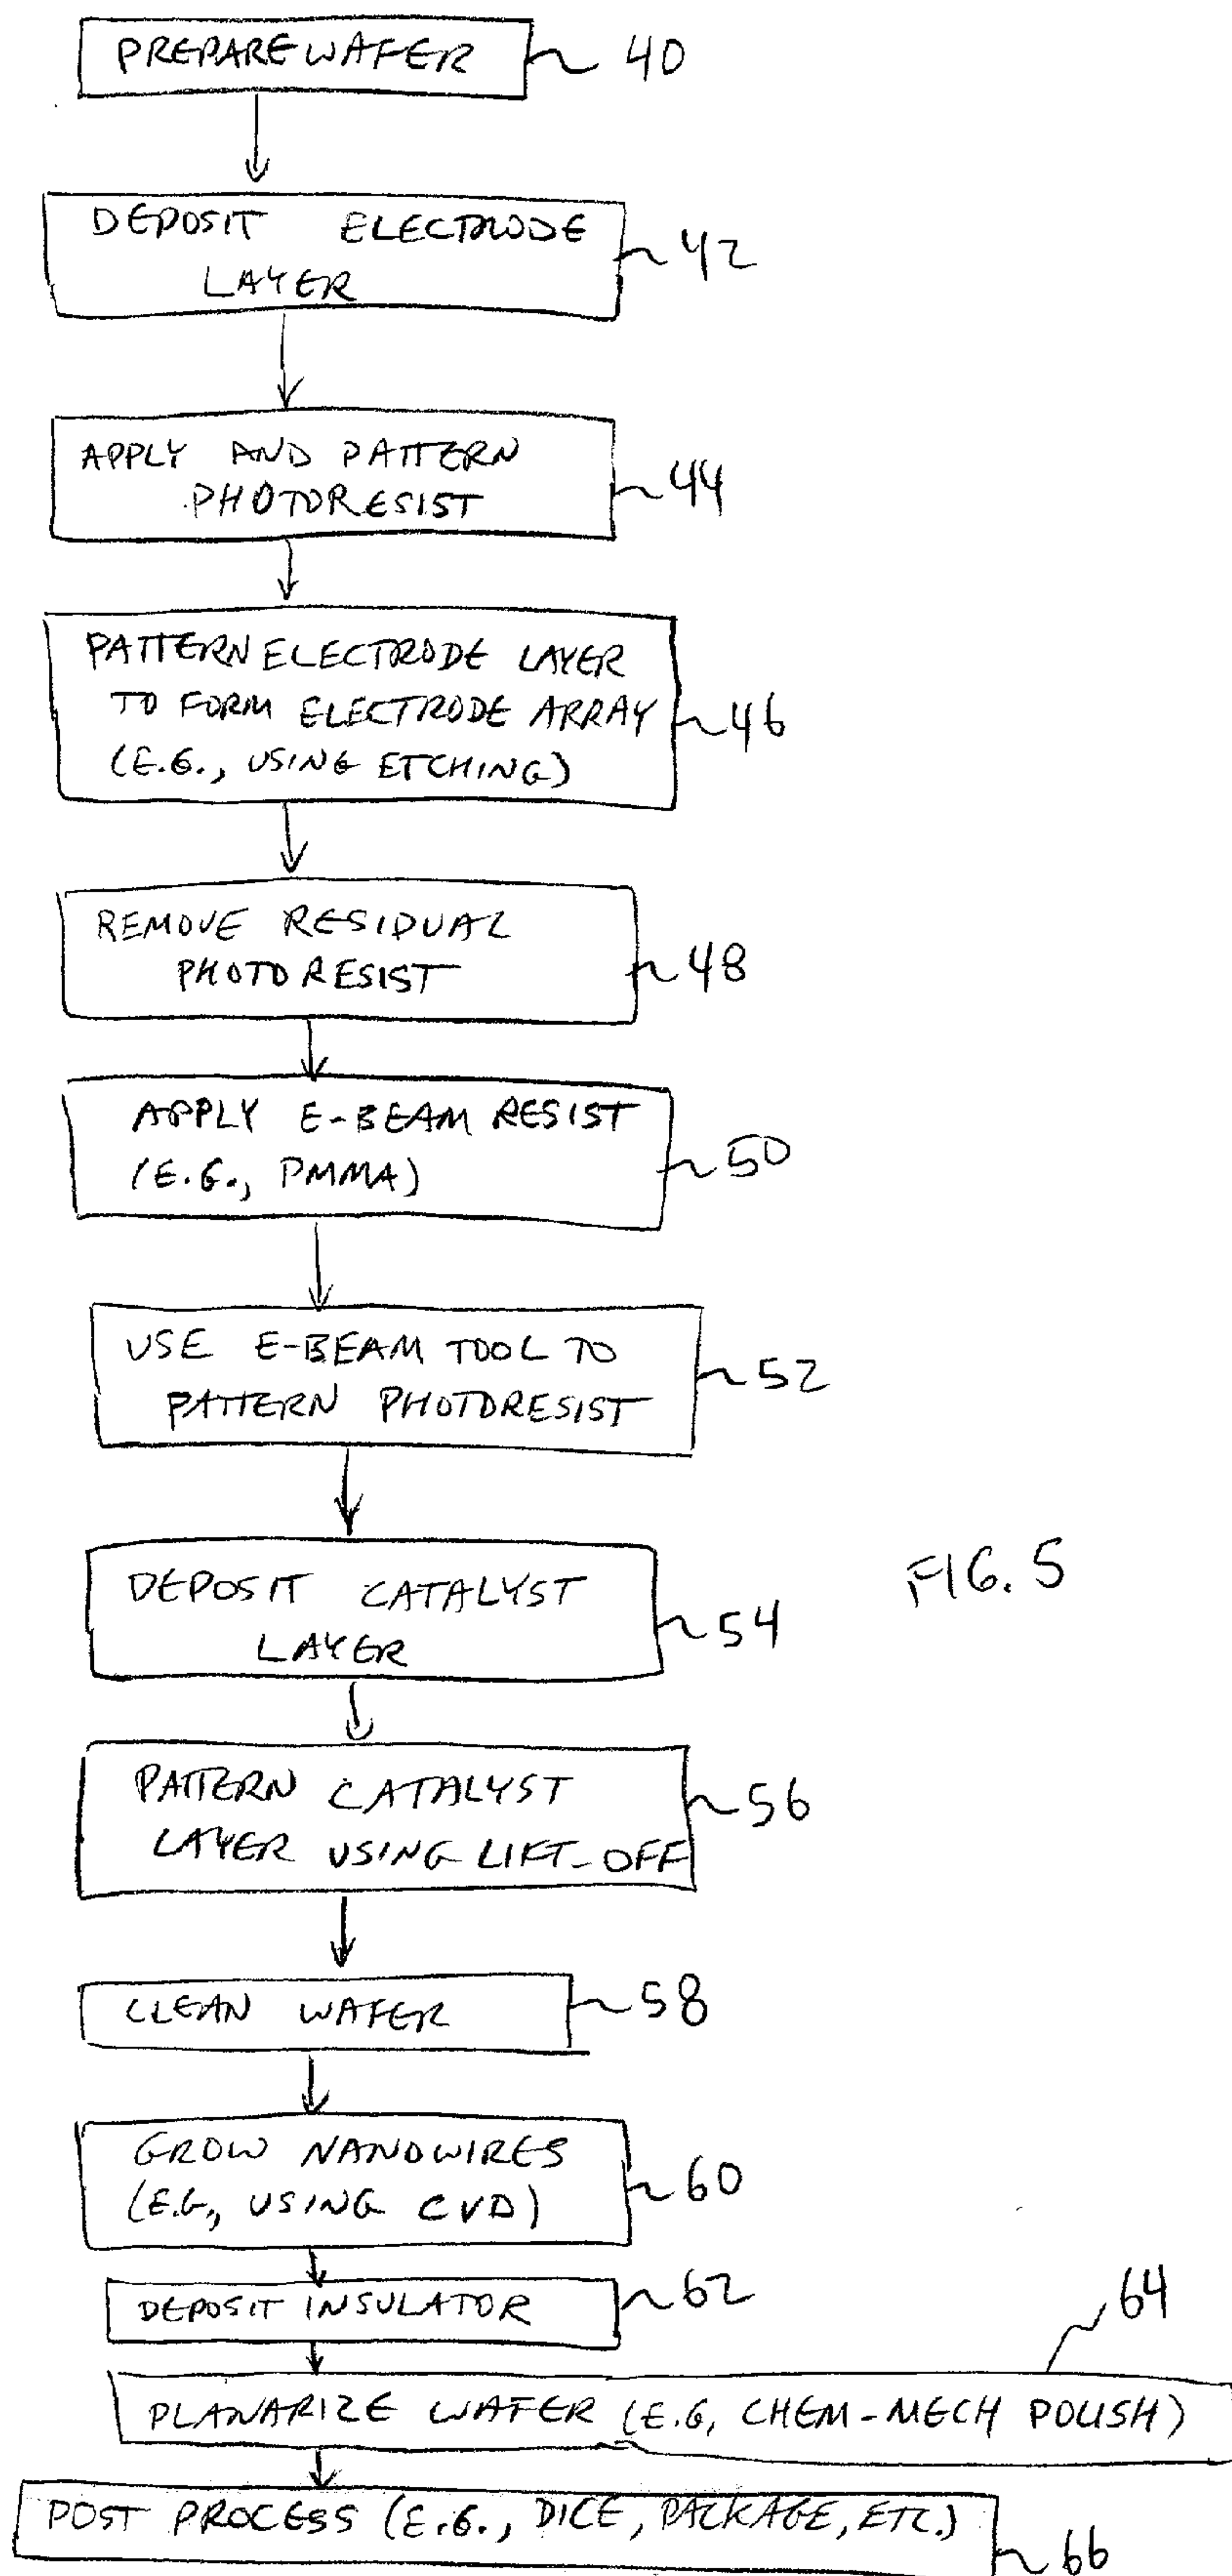 PREPARE WAFER 40
DEPOSIT ELECTRODE
LAYER
42
APPLY AND PATTERN
PHOTORESIST
44
PATTERN ELECTRODE LAYER
TO FORM ELECTRODE ARRAY
(E.G., USING ETCHING)
46
REMOVE RESIDUAL
PHOTORESIST
48
APPLY E-BEAM RESIST
(E.G., PMMA)
50
USE E-BEAM TOOL TO
PATTERN PHOTORESIST
52
DEPOSIT CATALYST
LAYER
54
FIG. 5
PATTERN CATALYST
LAYER USING LIFT-OFF
56
CLEAN WAFER 58
GROW NANOWIRES
(E.G., USING CVD)
60
DEPOSIT INSULATOR 62
64
PLANARIZE WAFER (E.G, CHEM-MECH POLISH)
POST PROCESS (E.G., DICE, PACKAGE, ETC.)
66